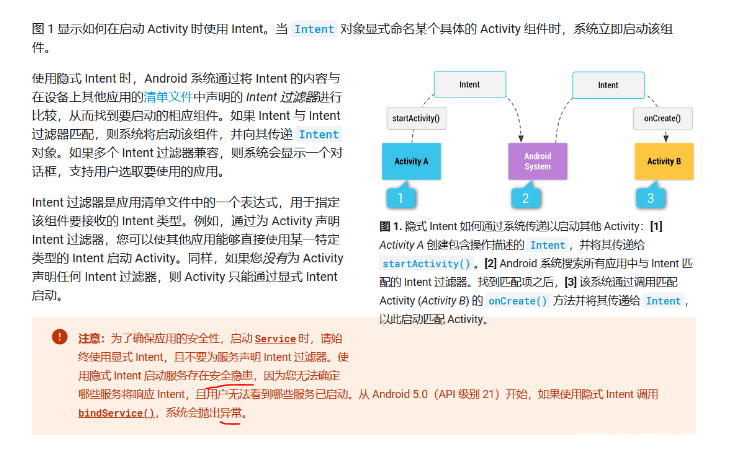 图 1 显示如何在启动 Activity 时使用 Intent。当 Intent 对象显式命名某个具体的 Activity 组件时，系统立即启动该组
件。
使用隐式 Intent 时，Android 系统通过将 Intent 的内容与
在设备上其他应用的清单文件中声明的 Intent 过滤器进行
比较，从而找到要启动的相应组件。如果 Intent 与 Intent
过滤器匹配，则系统将启动该组件，并向其传递 Intent
对象。如果多个 Intent 过滤器兼容，则系统会显示一个对
话框，支持用户选取要使用的应用。
Intent 过滤器是应用清单文件中的一个表达式，用于指定
该组件要接收的 Intent 类型。例如，通过为 Activity 声明
Intent 过滤器，您可以使其他应用能够直接使用某一特定
类型的 Intent 启动 Activity。同样，如果您没有为 Activity
声明任何 Intent 过滤器，则 Activity 只能通过显式 Intent
启动。
Intent
Intent
startActivity()
onCreate()
Activity A
Android
System
Activity B
1
2
3
图 1. 隐式 Intent 如何通过系统传递以启动其他 Activity：[1]
Activity A 创建包含操作描述的 Intent，并将其传递给
startActivity()。[2] Android 系统搜索所有应用中与 Intent 匹
配的 Intent 过滤器。找到匹配项之后，[3] 该系统通过调用匹配
Activity (Activity B) 的 onCreate() 方法并将其传递给 Intent，
以此启动匹配 Activity。
注意：为了确保应用的安全性，启动 Service 时，请始
终使用显式 Intent，且不要为服务声明 Intent 过滤器。使
用隐式 Intent 启动服务存在安全隐患，因为您无法确定
哪些服务将响应 Intent，且用户无法看到哪些服务已启动。从 Android 5.0（API 级别 21）开始，如果使用隐式 Intent 调用
bindService()，系统会抛出异常。